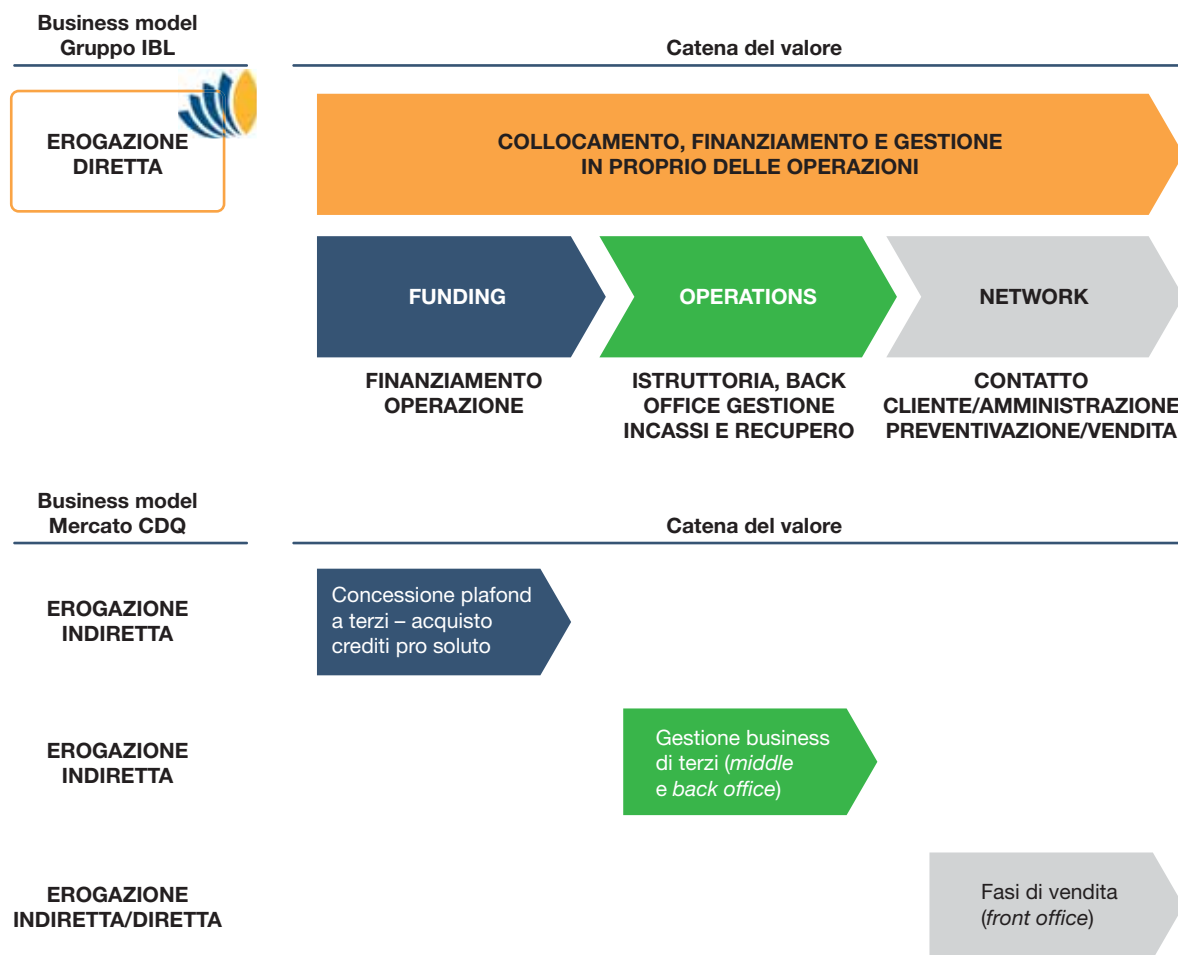 Business model
Gruppo IBL
Catena del valore
EROGAZIONE
DIRETTA
COLLOCAMENTO, FINANZIAMENTO E GESTIONE
IN PROPRIO DELLE OPERAZIONI
FUNDING
OPERATIONS
NETWORK
FINANZIAMENTO
OPERAZIONE
ISTRUTTORIA, BACK
OFFICE GESTIONE
INCASSI E RECUPERO
CONTATTO
CLIENTE/AMMINISTRAZIONE
PREVENTIVAZIONE/VENDITA
Business model
Mercato CDQ
Catena del valore
EROGAZIONE
INDIRETTA
Concessione plafond
a terzi – acquisto
crediti pro soluto
EROGAZIONE
INDIRETTA
Gestione business
di terzi (middle
e back office)
EROGAZIONE
INDIRETTA/DIRETTA
Fasi di vendita
(front office)